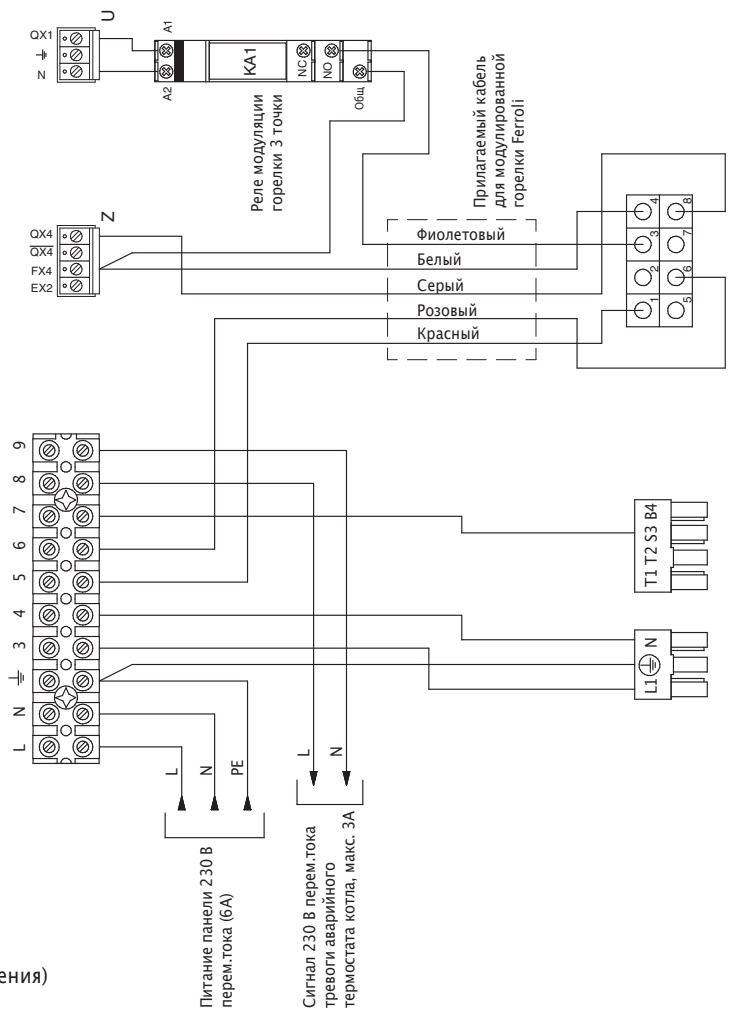 QX1
N
U
A1
A2
KA1
NC
NO
Общ
Реле модуляции
горелки 3 точки
QX4
QX4
FX4
EX2
Z
Прилагаемый кабель
для модулированной
горелки Ferroli
Фиолетовый
Белый
Серый
Розовый
Красный
1
2
3
4
5
6
7
8
L
N
3
4
5
6
7
8
9
L
N
PE
Питание панели 230 В
перем.тока (6А)
L
N
Сигнал 230 В перем.тока
тревоги аварийного
термостата котла, макс. 3А
L1 N
T1 T2 S3 B4
ения)